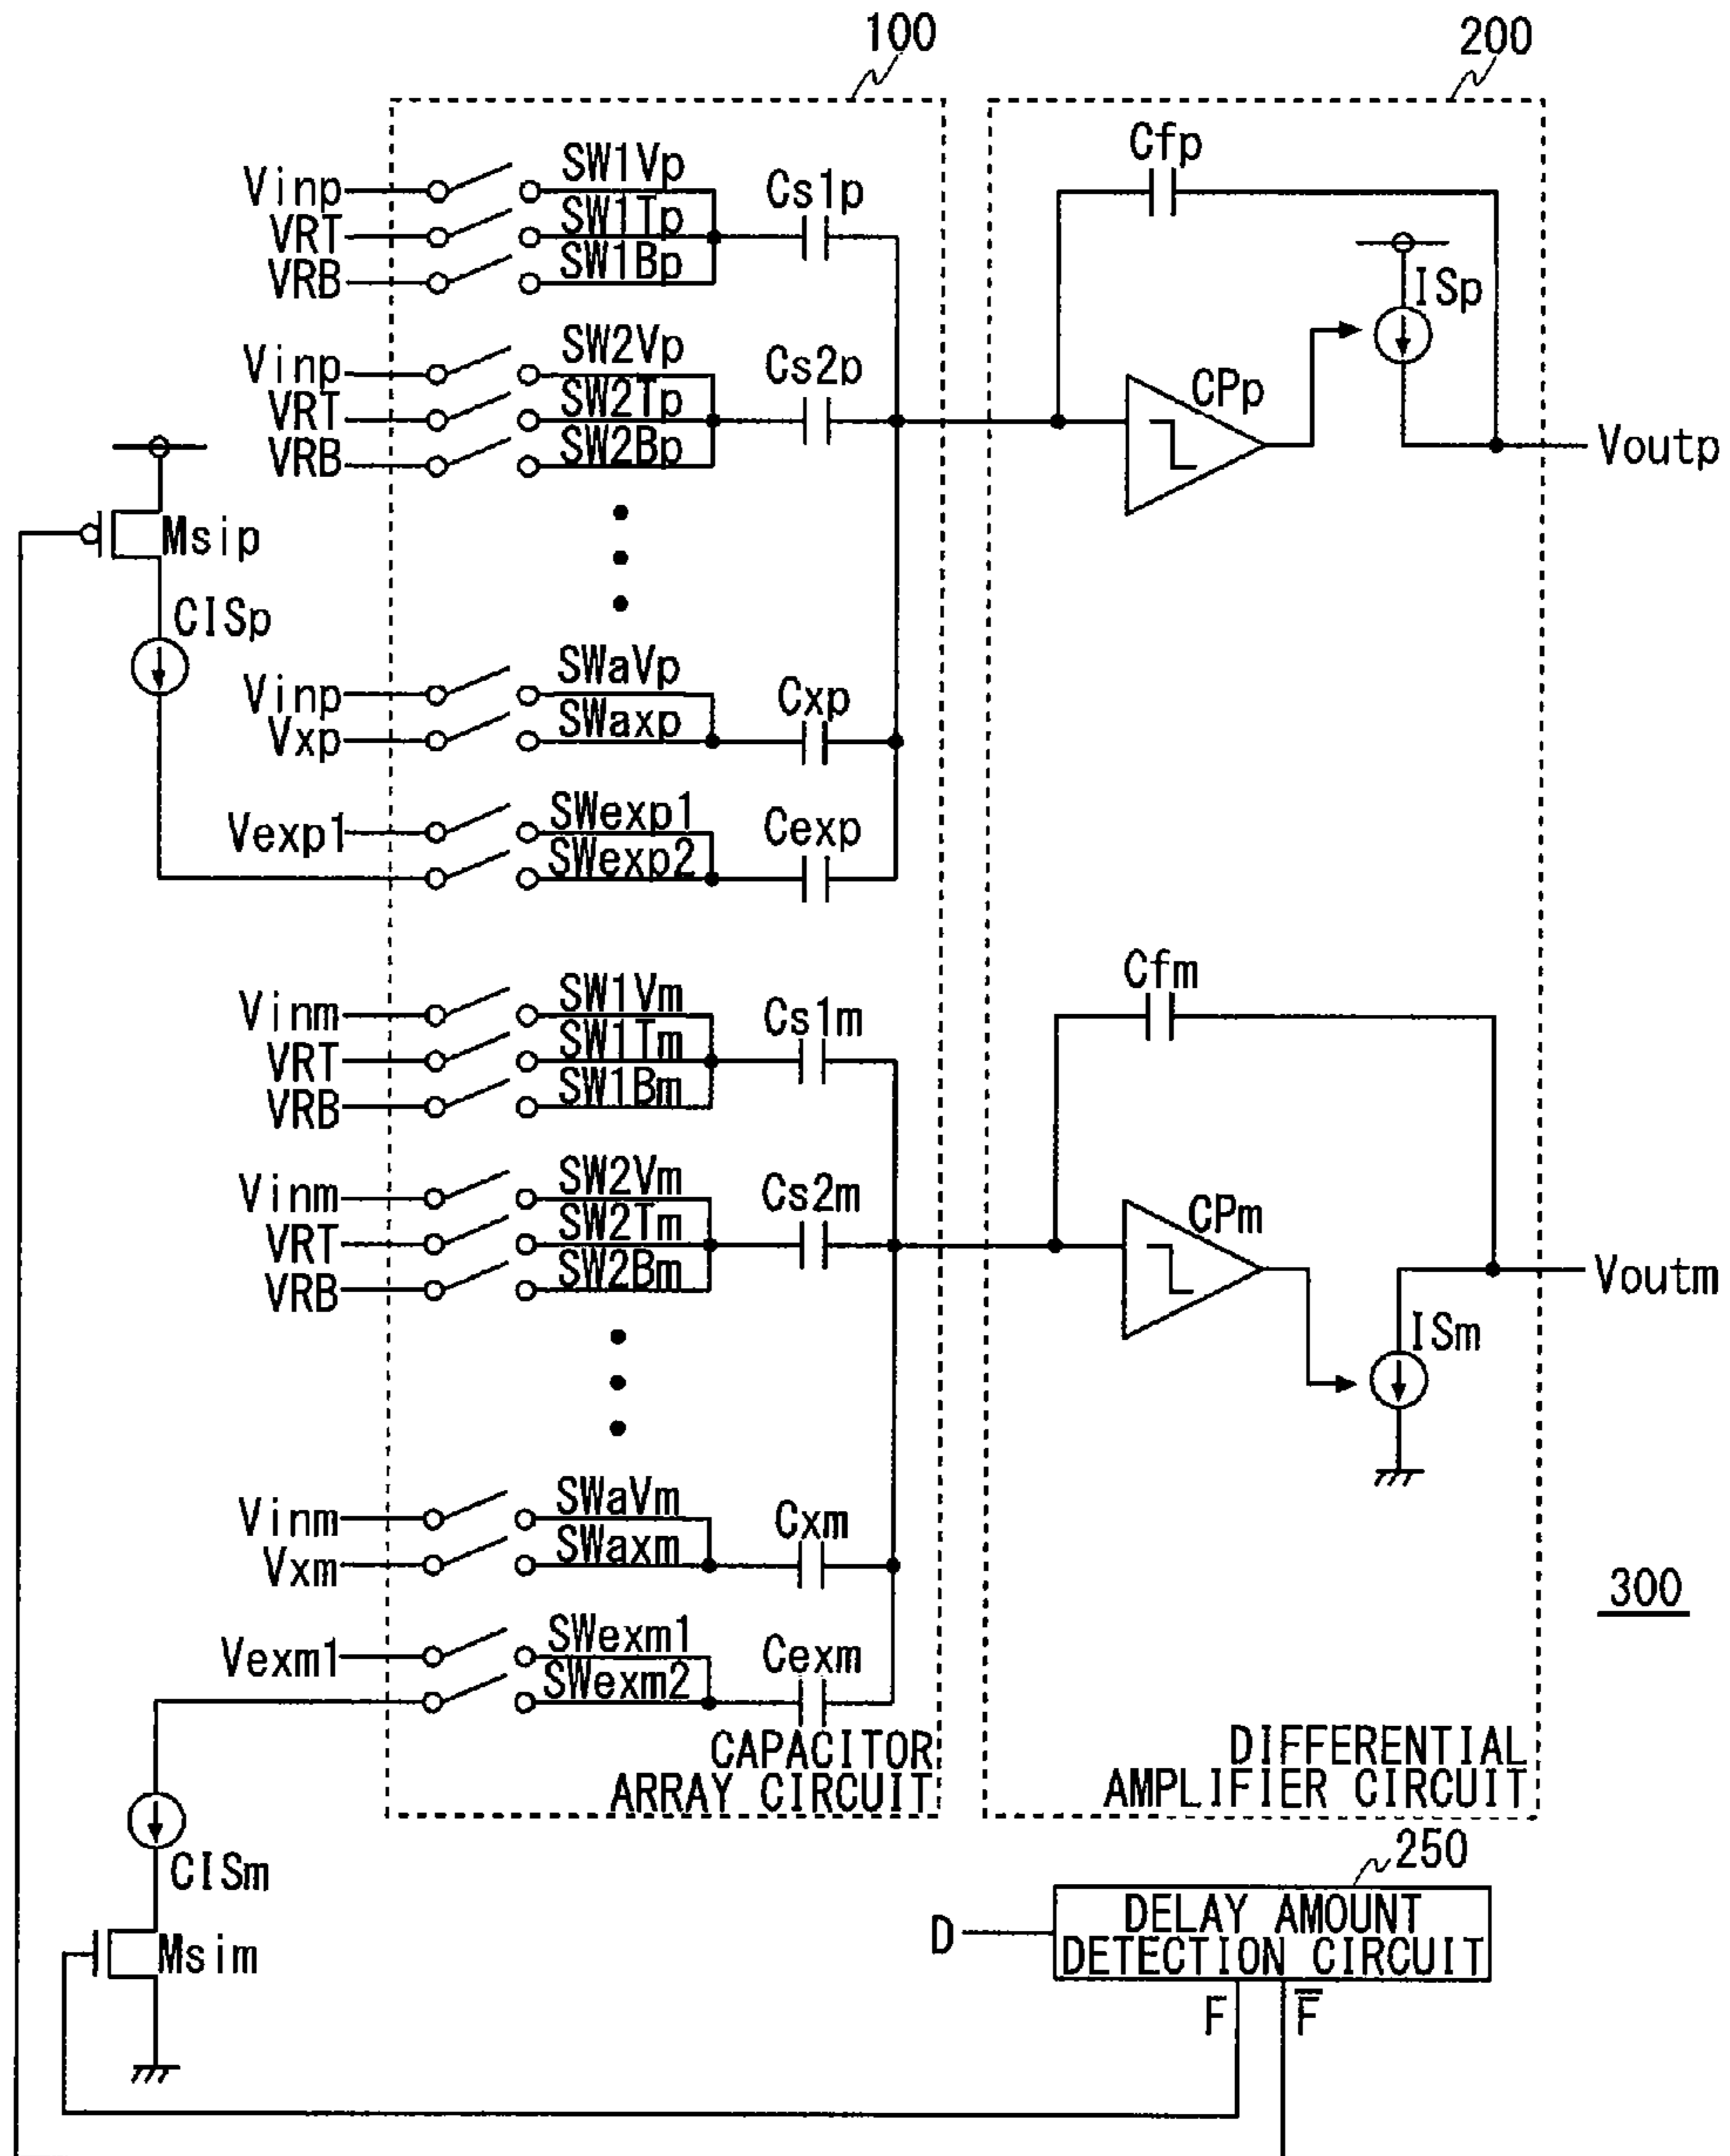 100
200
Vinp
SW1Vp
VRT
SW1Tp
VRB
SW1Bp
Cs1p
Cfp
ISp
Vinp
SW2Vp
VRT
SW2Tp
VRB
SW2Bp
Cs2p
CPp
Voutp
Msip
CISp
Vinp
SWaVp
Vxp
SWaxp
Cxp
Vexp1
SWexp1
SWexp2
Cexp
Vinm
SW1Vm
VRT
SW1Tm
VRB
SW1Bm
Cs1m
Cfm
Vinm
SW2Vm
VRT
SW2Tm
VRB
SW2Bm
Cs2m
CPm
Voutm
ISm
Vinm
SWaVm
Vxm
SWaxm
Cxm
300
Vexm1
SWexm1
SWexm2
Cexm
CAPACITOR
ARRAY CIRCUIT
DIFFERENTIAL
AMPLIFIER CIRCUIT
CISm
Msim
250
D
DELAY AMOUNT
DETECTION CIRCUIT
F
F̅